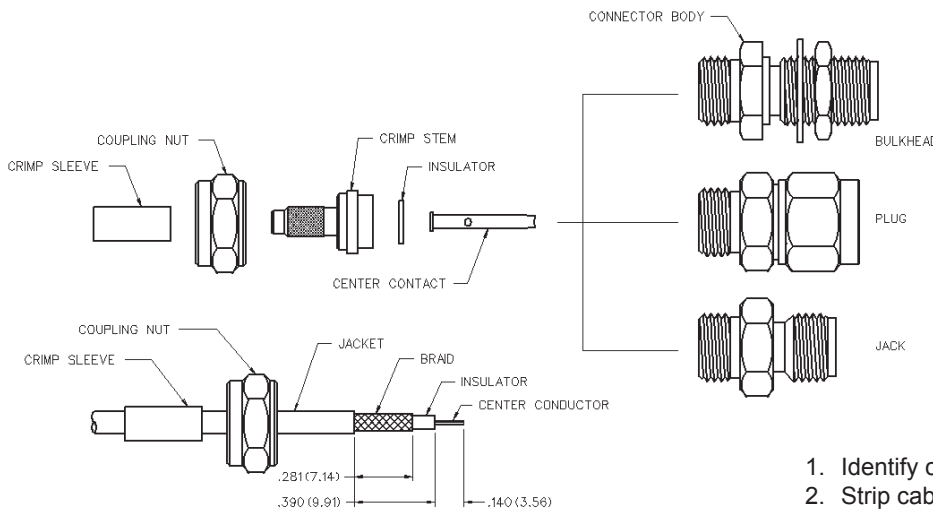 CONNECTOR BODY
COUPLING NUT
CRIMP STEM
CRIMP SLEEVE
INSULATOR
BULKHEAD
PLUG
CENTER CONTACT
COUPLING NUT
JACKET
CRIMP SLEEVE
BRAID
JACK
INSULATOR
CENTER CONDUCTOR
.281(7.14)
.390(9.91)
.140(3.56)
1. Identify
2. Strip